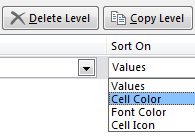 Delete Level Copy Level
Sort On
Values
Values
Cell Color
Font Color
Cell Icon